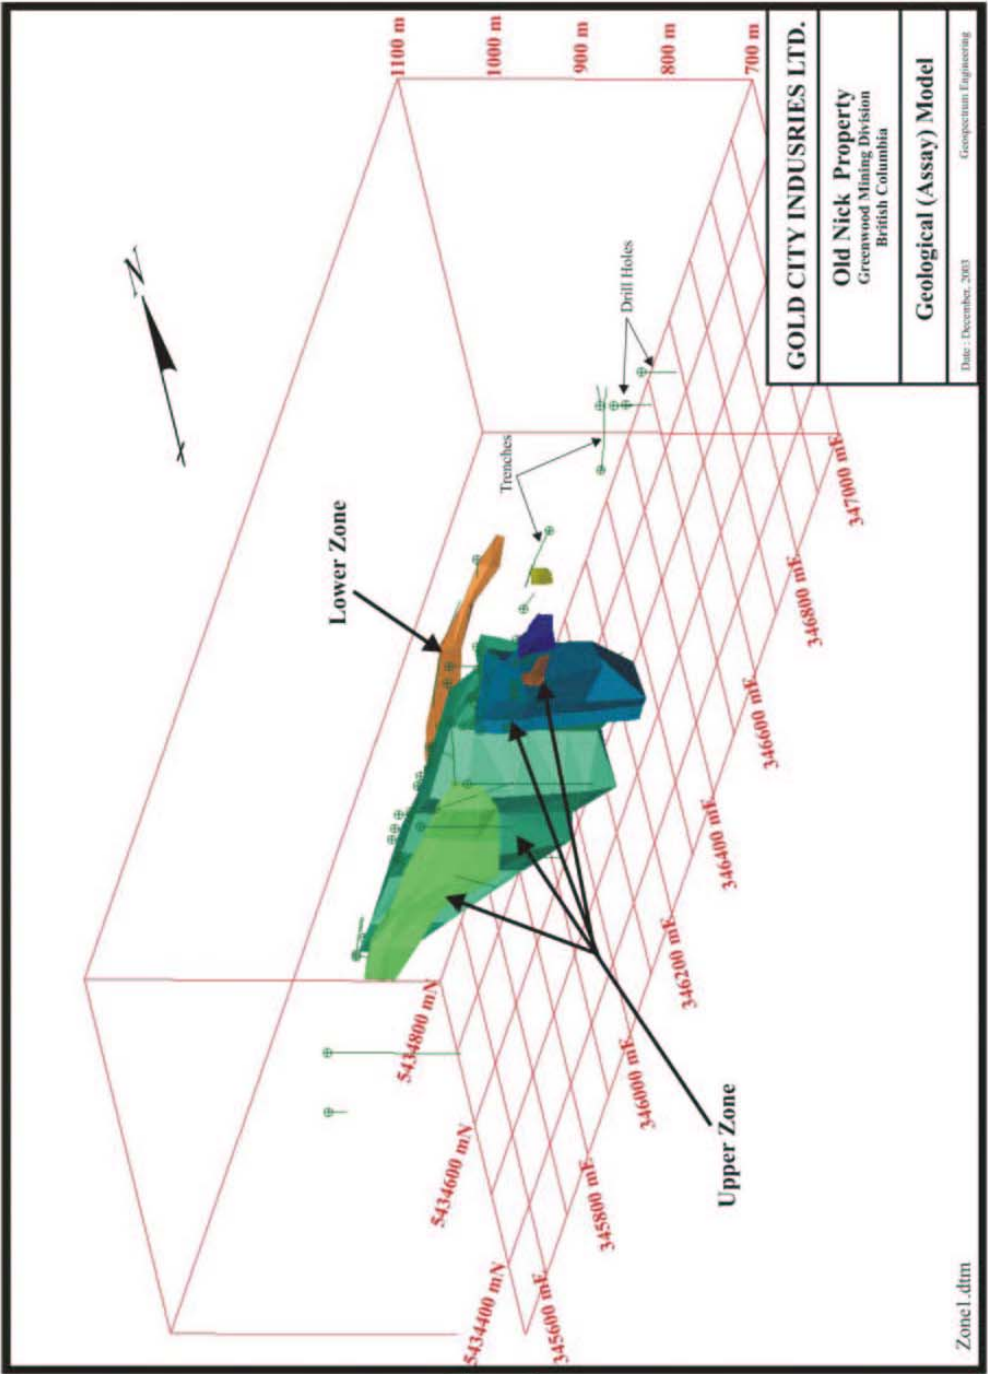 1100 m
1000 m
900 m
800 m
700 m
N
Lower Zone
Trenches
Drill Holes
Upper Zone
5434800 mN
5434600 mN
5434400 mN
345600 mE
345800 mE
346000 mE
346200 mE
346400 mE
346600 mE
346800 mE
347000 mE
GOLD CITY INDUSRIES LTD.
Old Nick Property
Greenwood Mining Division
British Columbia
Geological (Assay) Model
Date : December, 2003 Geospectrum Engineering
Zone1.dtm